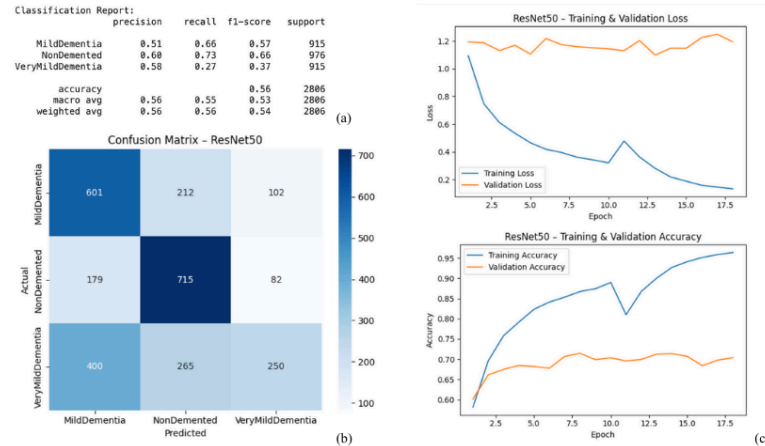 Classification Report:
precision recall f1-score support
MildDementia 0.51 0.66 0.57 915
NonDemented 0.60 0.73 0.66 976
VeryMildDementia 0.58 0.27 0.37 915
accuracy 0.56 2806
macro avg 0.56 0.55 0.53 2806
weighted avg 0.56 0.56 0.54 2806
(a)
Confusion Matrix – ResNet50
Actual
MildDementia
NonDemented
VeryMildDementia
601 212 102
179 715 82
400 265 250
MildDementia NonDemented VeryMildDementia
Predicted
700
600
500
400
300
200
100
(b)
ResNet50 – Training & Validation Loss
Loss
1.2
1.0
0.8
0.6
0.4
0.2
Training Loss
Validation Loss
2.5 5.0 7.5 10.0 12.5 15.0 17.5
Epoch
ResNet50 – Training & Validation Accuracy
Accuracy
0.95
0.90
0.85
0.80
0.75
0.70
0.65
0.60
Training Accuracy
Validation Accuracy
2.5 5.0 7.5 10.0 12.5 15.0 17.5
Epoch
(c